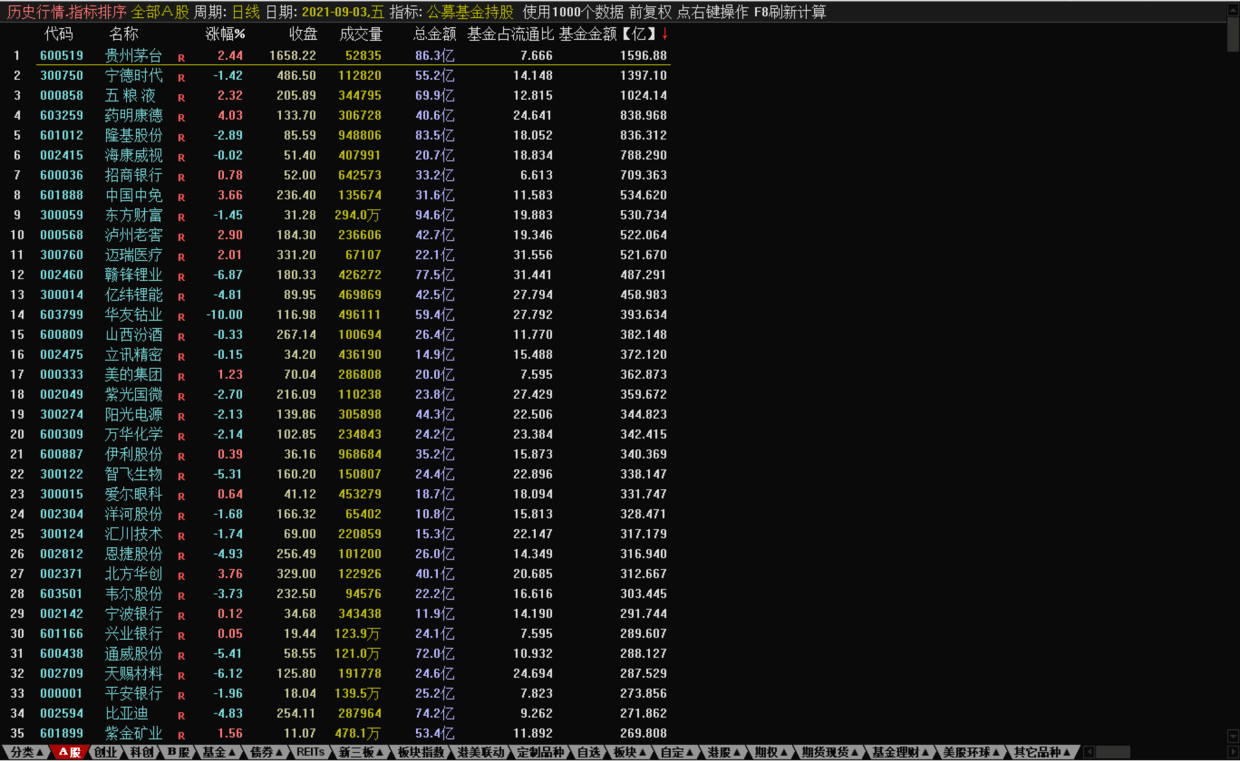 历史行情.指标排序 全部A股 周期: 日线 日期: 2021-09-03,五 指标: 公募基金持股 使用1000个数据 前复权 点右键操作 F8刷新计算
代码 名称 涨幅% 收盘 成交量 总金额 基金占流通比 基金金额【亿】↓
1 600519 贵州茅台 R 2.44 1658.22 52835 86.3亿 7.666 1596.88
2 300750 宁德时代 R -1.42 486.50 112820 55.2亿 14.148 1397.10
3 000858 五 粮 液 R 2.32 205.89 344795 69.9亿 12.815 1024.14
4 603259 药明康德 R 4.03 133.70 306728 40.6亿 24.641 838.968
5 601012 隆基股份 R -2.89 85.59 948806 83.5亿 18.052 836.312
6 002415 海康威视 R -0.02 51.40 407991 20.7亿 18.834 788.290
7 600036 招商银行 R 0.78 52.00 642573 33.2亿 6.613 709.363
8 601888 中国中免 R 3.66 236.40 135674 31.6亿 11.583 534.620
9 300059 东方财富 R -1.45 31.28 294.0万 94.6亿 19.883 530.734
10 000568 泸州老窖 R 2.90 184.30 236606 42.7亿 19.346 522.064
11 300760 迈瑞医疗 R 2.01 331.20 67107 22.1亿 31.556 521.670
12 002460 赣锋锂业 R -6.87 180.33 426272 77.5亿 31.441 487.291
13 300014 亿纬锂能 R -4.81 89.95 469869 42.5亿 27.794 458.983
14 603799 华友钴业 R -10.00 116.98 496111 59.4亿 27.792 393.634
15 600809 山西汾酒 R -0.33 267.14 100694 26.4亿 11.770 382.148
16 002475 立讯精密 R -0.15 34.20 436190 14.9亿 15.488 372.120
17 000333 美的集团 R 1.23 70.04 286808 20.0亿 7.595 362.873
18 002049 紫光国微 R -2.70 216.09 110238 23.8亿 27.429 359.672
19 300274 阳光电源 R -2.13 139.86 305898 44.3亿 22.506 344.823
20 600309 万华化学 R -2.14 102.85 234843 24.2亿 23.384 342.415
21 600887 伊利股份 R 0.39 36.16 968684 35.2亿 15.873 340.369
22 300122 智飞生物 R -5.31 160.20 150807 24.4亿 22.896 338.147
23 300015 爱尔眼科 R 0.64 41.12 453279 18.7亿 18.094 331.747
24 002304 洋河股份 R -1.68 166.32 65402 10.8亿 15.813 328.471
25 300124 汇川技术 R -1.74 69.00 220859 15.3亿 22.147 317.179
26 002812 恩捷股份 R -4.93 256.49 101200 26.0亿 14.349 316.940
27 002371 北方华创 R 3.76 329.00 122926 40.1亿 20.685 312.667
28 603501 韦尔股份 R -3.73 232.50 94576 22.2亿 16.616 303.445
29 002142 宁波银行 R 0.12 34.68 343438 11.9亿 14.190 291.744
30 601166 兴业银行 R 0.05 19.44 123.9万 24.1亿 7.595 289.607
31 600438 通威股份 R -5.41 58.55 121.0万 72.0亿 10.932 288.127
32 002709 天赐材料 R -6.12 125.80 191778 24.6亿 24.694 287.529
33 000001 平安银行 R -1.96 18.04 139.5万 25.2亿 7.823 273.856
34 002594 比亚迪 R -4.83 254.11 287964 74.2亿 9.262 271.862
35 601899 紫金矿业 R 1.56 11.07 478.1万 53.4亿 11.892 269.808
分类▲ A股 创业 科创 B股 基金▲ 债券▲ REITs 新三板▲ 板块指数 港美联动 定制品种 自选 板块▲ 自定▲ 港股▲ 期权▲ 期货现货▲ 基金理财▲ 美股环球▲ 其它品种▲